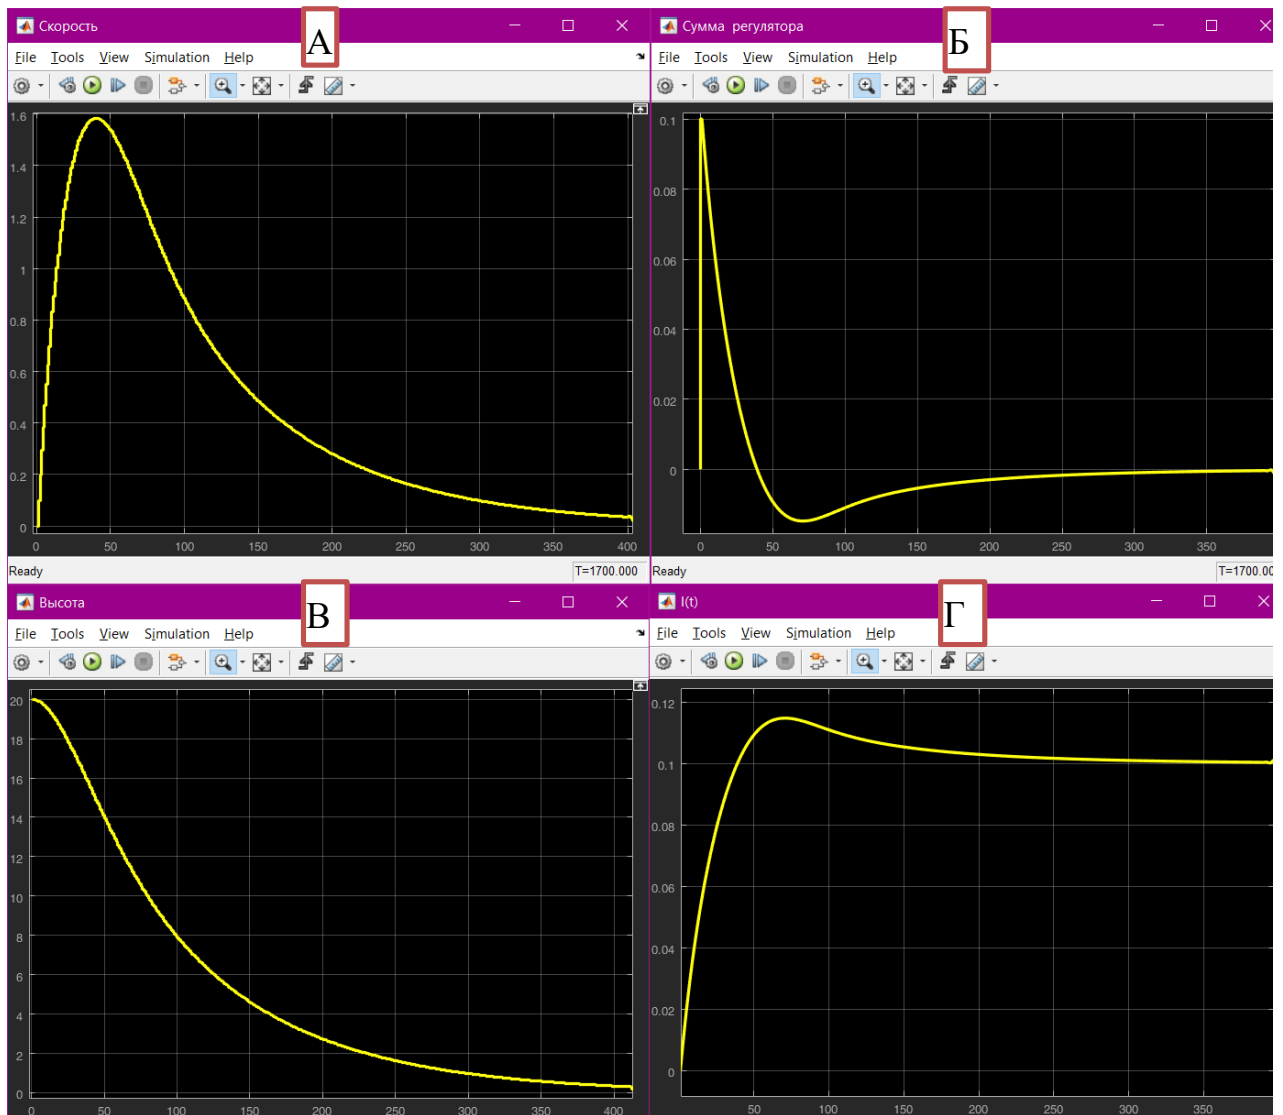 Скорость
А
File Tools View Simulation Help
1.6
1.4
1.2
1
0.8
0.6
0.4
0.2
0
0 50 100 150 200 250 300 350 400
Ready T=1700.000
Сумма регулятора
Б
File Tools View Simulation Help
0.1
0.08
0.06
0.04
0.02
0
0 50 100 150 200 250 300 350
Ready T=1700.00
Высота
В
File Tools View Simulation Help
20
18
16
14
12
10
8
6
4
2
0
0 50 100 150 200 250 300 350 400
I(t)
Г
File Tools View Simulation Help
0.12
0.1
0.08
0.06
0.04
0.02
0
50 100 150 200 250 300 350